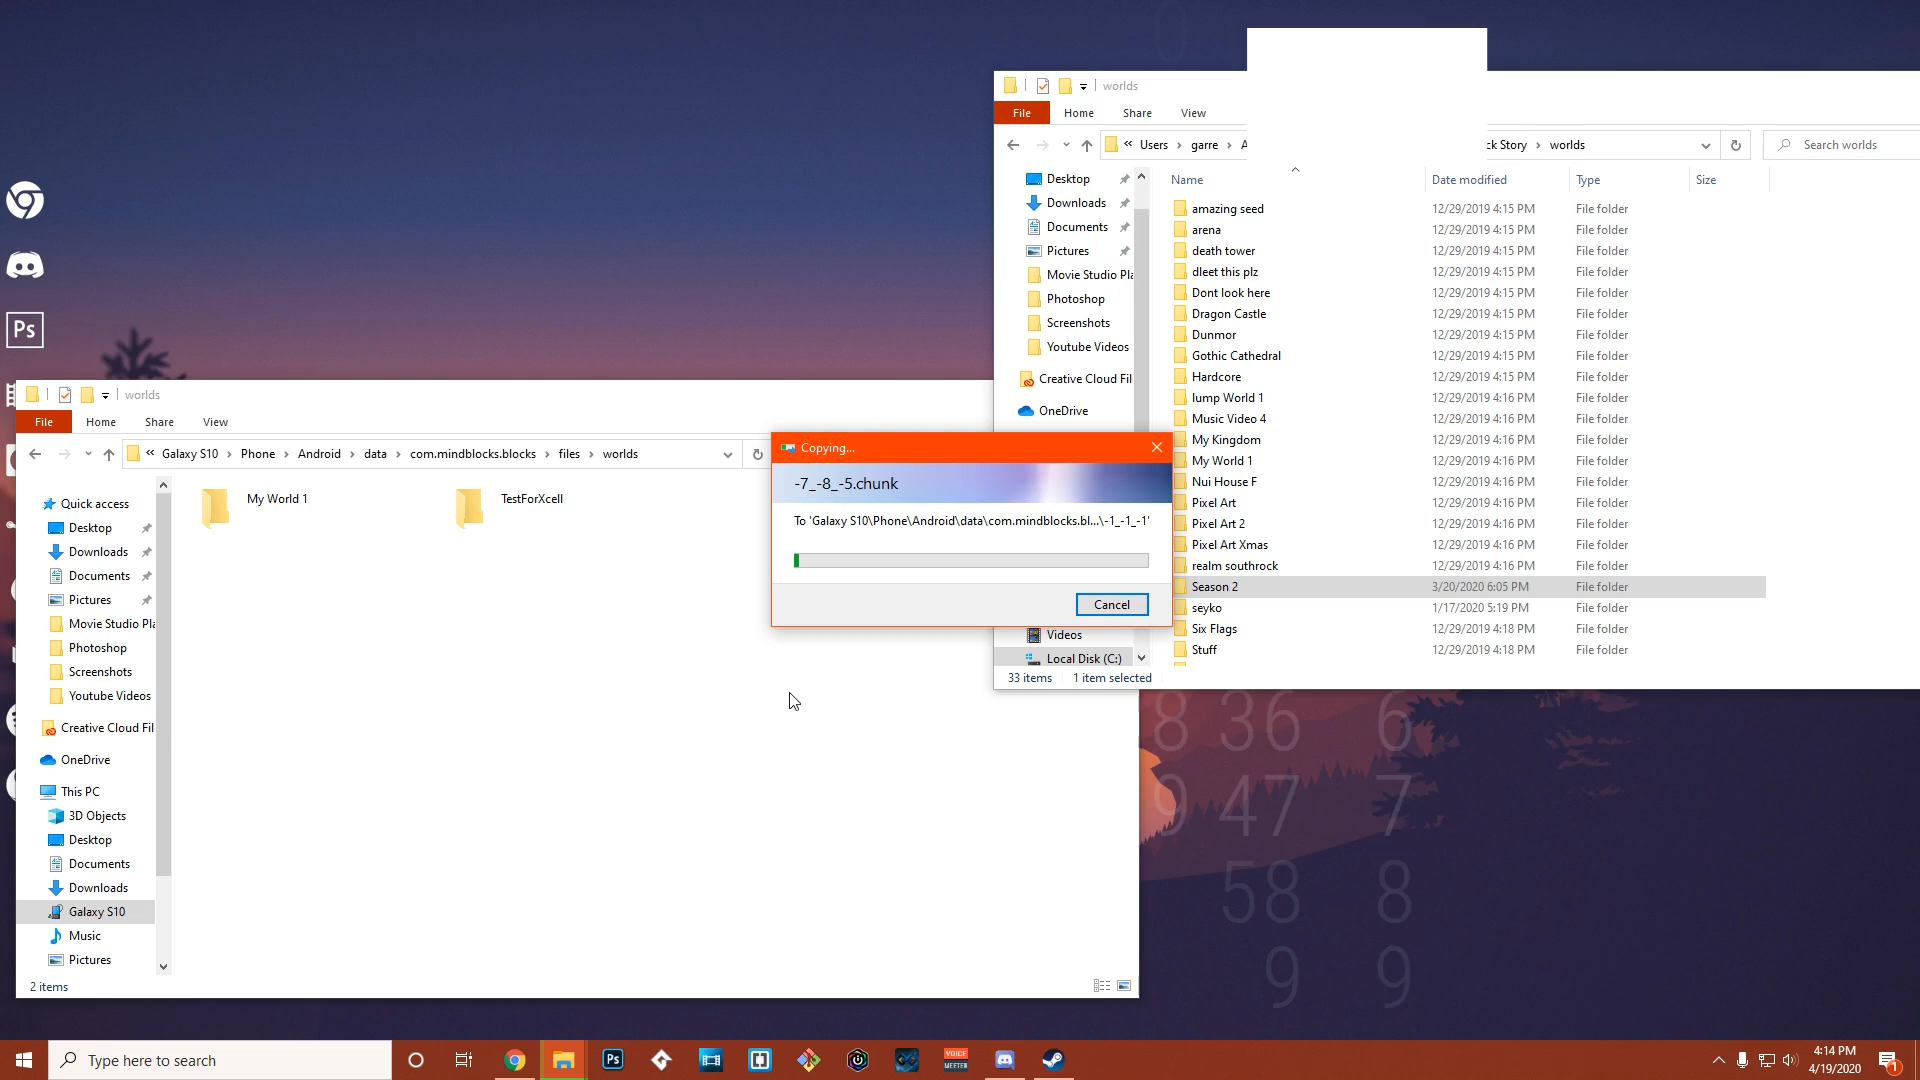 worlds
File Home Share View
« Users › garre › A
ck Story › worlds
Search worlds
Desktop
Downloads
Documents
Pictures
Movie Studio Pla
Photoshop
Screenshots
Youtube Videos
Creative Cloud Fil
OneDrive
Videos
Local Disk (C:)
Name Date modified Type Size
amazing seed 12/29/2019 4:15 PM File folder
arena 12/29/2019 4:15 PM File folder
death tower 12/29/2019 4:15 PM File folder
dleet this plz 12/29/2019 4:15 PM File folder
Dont look here 12/29/2019 4:15 PM File folder
Dragon Castle 12/29/2019 4:15 PM File folder
Dunmor 12/29/2019 4:15 PM File folder
Gothic Cathedral 12/29/2019 4:15 PM File folder
Hardcore 12/29/2019 4:15 PM File folder
lump World 1 12/29/2019 4:16 PM File folder
Music Video 4 12/29/2019 4:16 PM File folder
My Kingdom 12/29/2019 4:16 PM File folder
My World 1 12/29/2019 4:16 PM File folder
Nui House F 12/29/2019 4:16 PM File folder
Pixel Art 12/29/2019 4:16 PM File folder
Pixel Art 2 12/29/2019 4:16 PM File folder
Pixel Art Xmas 12/29/2019 4:16 PM File folder
realm southrock 12/29/2019 4:16 PM File folder
Season 2 3/20/2020 6:05 PM File folder
seyko 1/17/2020 5:19 PM File folder
Six Flags 12/29/2019 4:18 PM File folder
Stuff 12/29/2019 4:18 PM File folder
33 items 1 item selected
worlds
File Home Share View
« Galaxy S10 › Phone › Android › data › com.mindblocks.blocks › files › worlds
Quick access
Desktop
Downloads
Documents
Pictures
Movie Studio Pla
Photoshop
Screenshots
Youtube Videos
Creative Cloud Fil
OneDrive
This PC
3D Objects
Desktop
Documents
Downloads
Galaxy S10
Music
Pictures
My World 1 TestForXcell
2 items
Copying...
-7_-8_-5.chunk
To 'Galaxy S10\Phone\Android\data\com.mindblocks.bl...\-1_-1_-1'
Cancel
0
8 36 6
9 47 7
58 8
9 9
Ps
Type here to search
Ps
VOICE
MEETER
4:14 PM
4/19/2020
1